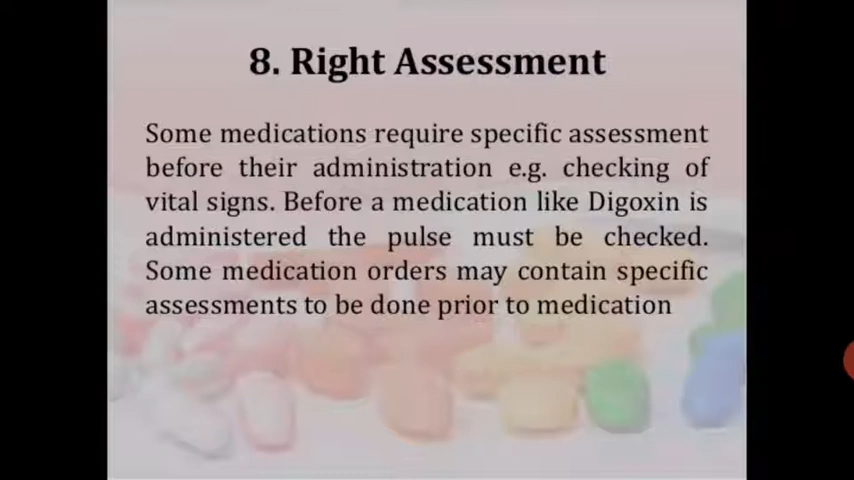 8. Right Assessment
Some medications require specific assessment
before their administration e.g. checking of
vital signs. Before a medication like Digoxin is
administered the pulse must be checked.
Some medication orders may contain specific
assessments to be done prior to medication